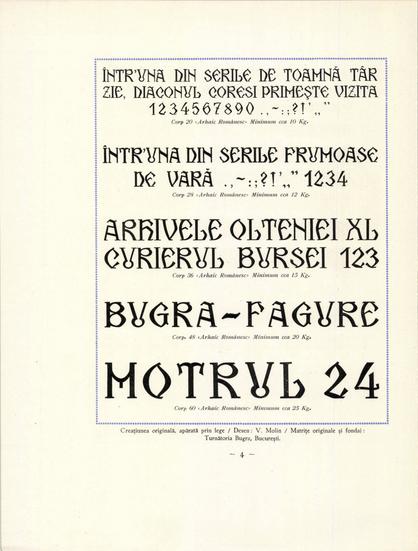 ÎNTR'UNA DIN SERILE DE TOAMNĂ TÂR
ZIE, DIACONUL CORESI PRIMEȘTE VIZITA
1234567890 .,~:;?!'„”
Corp 20 «Arhaic Românesc» Minimum cca 10 Kg.
ÎNTR'UNA DIN SERILE FRUMOASE
DE VARĂ .,~:;?!'„” 1234
Corp 28 «Arhaic Românesc» Minimum cca 12 Kg.
ARHIVELE OLTENIEI XL
CURIERUL BURSEI 123
Corp 36 «Arhaic Românesc» Minimum cca 15 Kg.
BUGRA~FAGURE
Corp. 48 «Arhaic Românesc» Minimum cca 20 Kg.
MOTRUL 24
Corp 60 «Arhaic Românesc» Minimum cca 25 Kg.
Creațiunea originală, apărată prin lege / Desen: V. Molin / Matrițe originale și fondal:
Turnătoria Bugra, București.
— 4 —